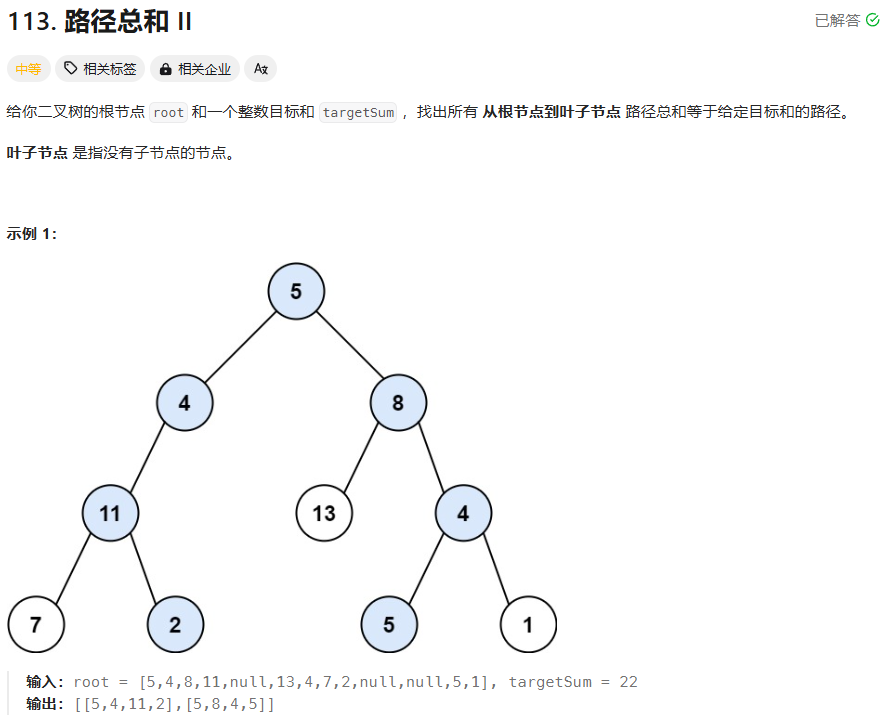 113. 路径总和 II
已解答
中等 相关标签 相关企业 Aあ
给你二叉树的根节点 root 和一个整数目标和 targetSum ，找出所有 从根节点到叶子节点 路径总和等于给定目标和的路径。
叶子节点 是指没有子节点的节点。
示例 1：
5
4 8
11 13 4
7 2 5 1
输入：root = [5,4,8,11,null,13,4,7,2,null,null,5,1], targetSum = 22
输出：[[5,4,11,2],[5,8,4,5]]